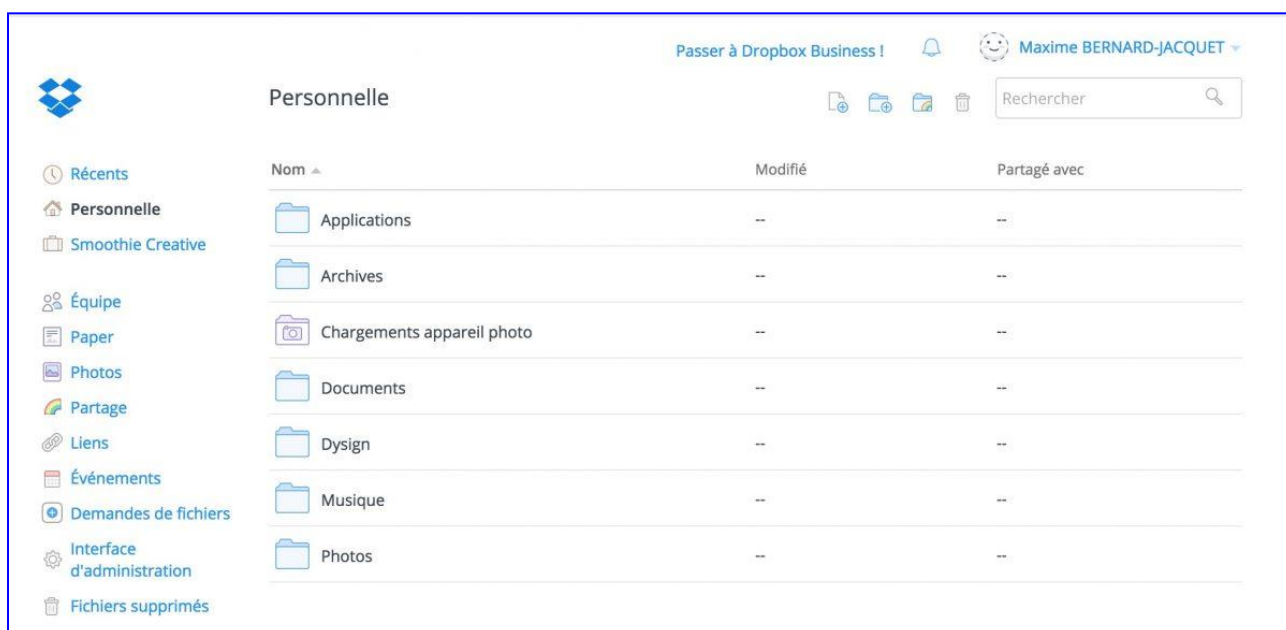 Passer à Dropbox Business !
Maxime BERNARD-JACQUET
Personnelle
Rechercher
Récents
Personnelle
Smoothie Creative
Équipe
Paper
Photos
Partage
Liens
Événements
Demandes de fichiers
Interface
d'administration
Fichiers supprimés
Nom Modifié Partagé avec
Applications -- --
Archives -- --
Chargements appareil photo -- --
Documents -- --
Dysign -- --
Musique -- --
Photos -- --